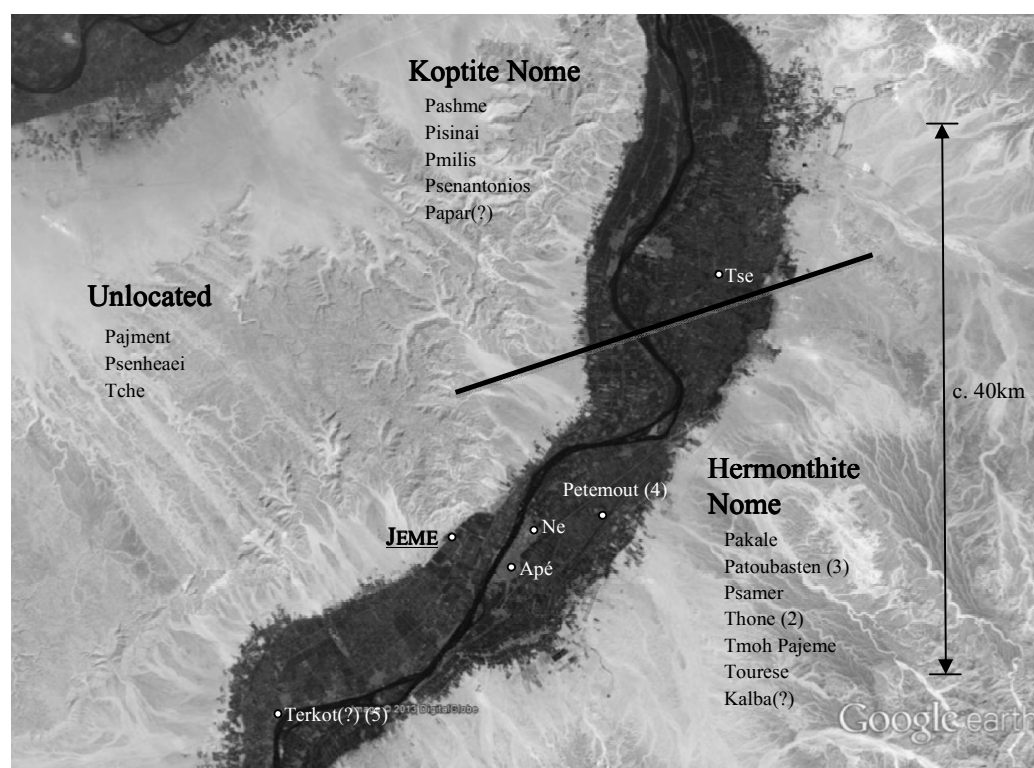 Koptite Nome
Pashme
Pisinai
Pmilis
Psenantonios
Papar(?)
Tse
Unlocated
Pajment
Psenheaei
Tche
c. 40km
Hermonthite
Nome
Pakale
Patoubasten (3)
Psamer
Thone (2)
Tmoh Pajeme
Tourese
Kalba(?)
Petemout (4)
Ne
JEME
Apé
Terkot(?) (5)
Image © 2013 DigitalGlobe
Google earth